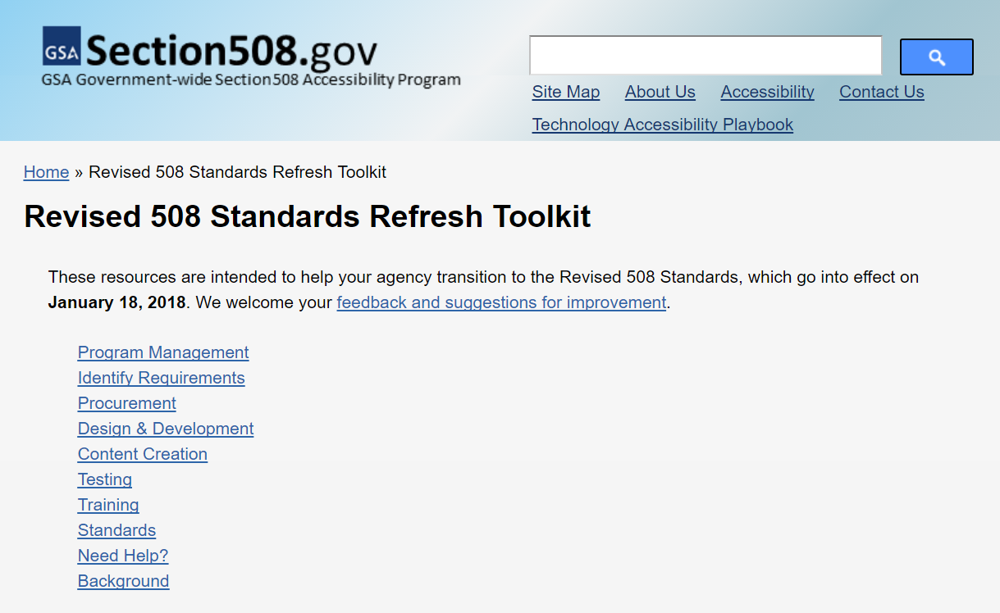 GSA Section508.gov
GSA Government-wide Section508 Accessibility Program
Site Map About Us Accessibility Contact Us
Technology Accessibility Playbook
Home » Revised 508 Standards Refresh Toolkit
Revised 508 Standards Refresh Toolkit
These resources are intended to help your agency transition to the Revised 508 Standards, which go into effect on
January 18, 2018. We welcome your feedback and suggestions for improvement.
Program Management
Identify Requirements
Procurement
Design & Development
Content Creation
Testing
Training
Standards
Need Help?
Background